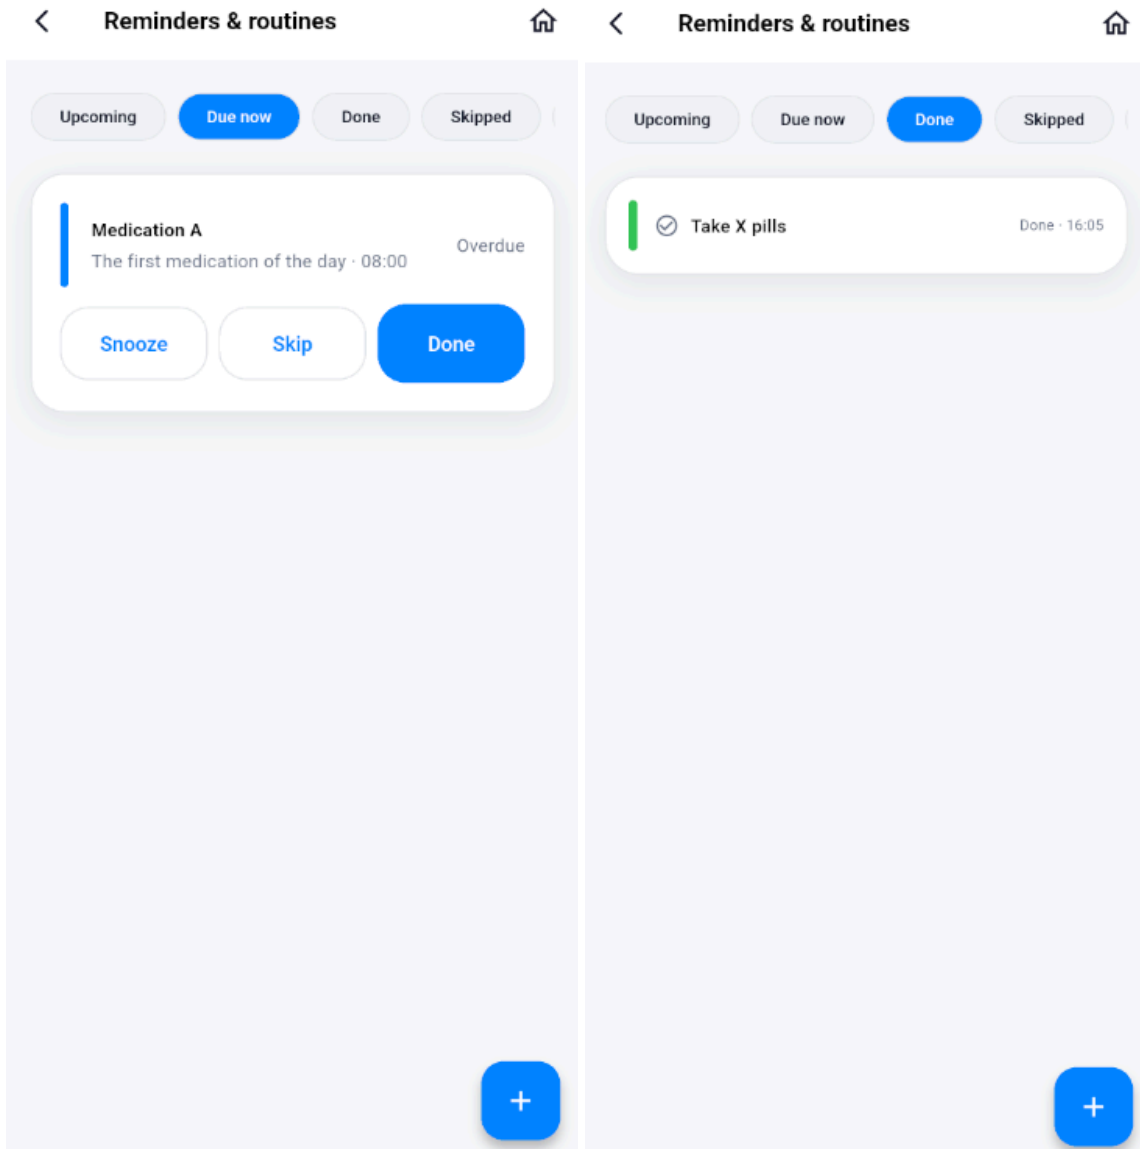 Reminders & routines
Upcoming
Due now
Done
Skipped
Medication A
The first medication of the day · 08:00
Overdue
Snooze
Skip
Done
+
Reminders & routines
Upcoming
Due now
Done
Skipped
Take X pills
Done · 16:05
+